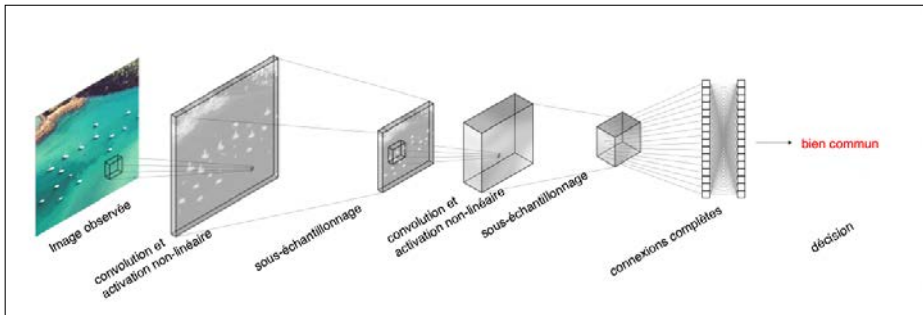 Image observée
convolution et
activation non-linéaire
sous-échantillonnage
convolution et
activation non-linéaire
sous-échantillonnage
connexions complètes
bien commun
décision